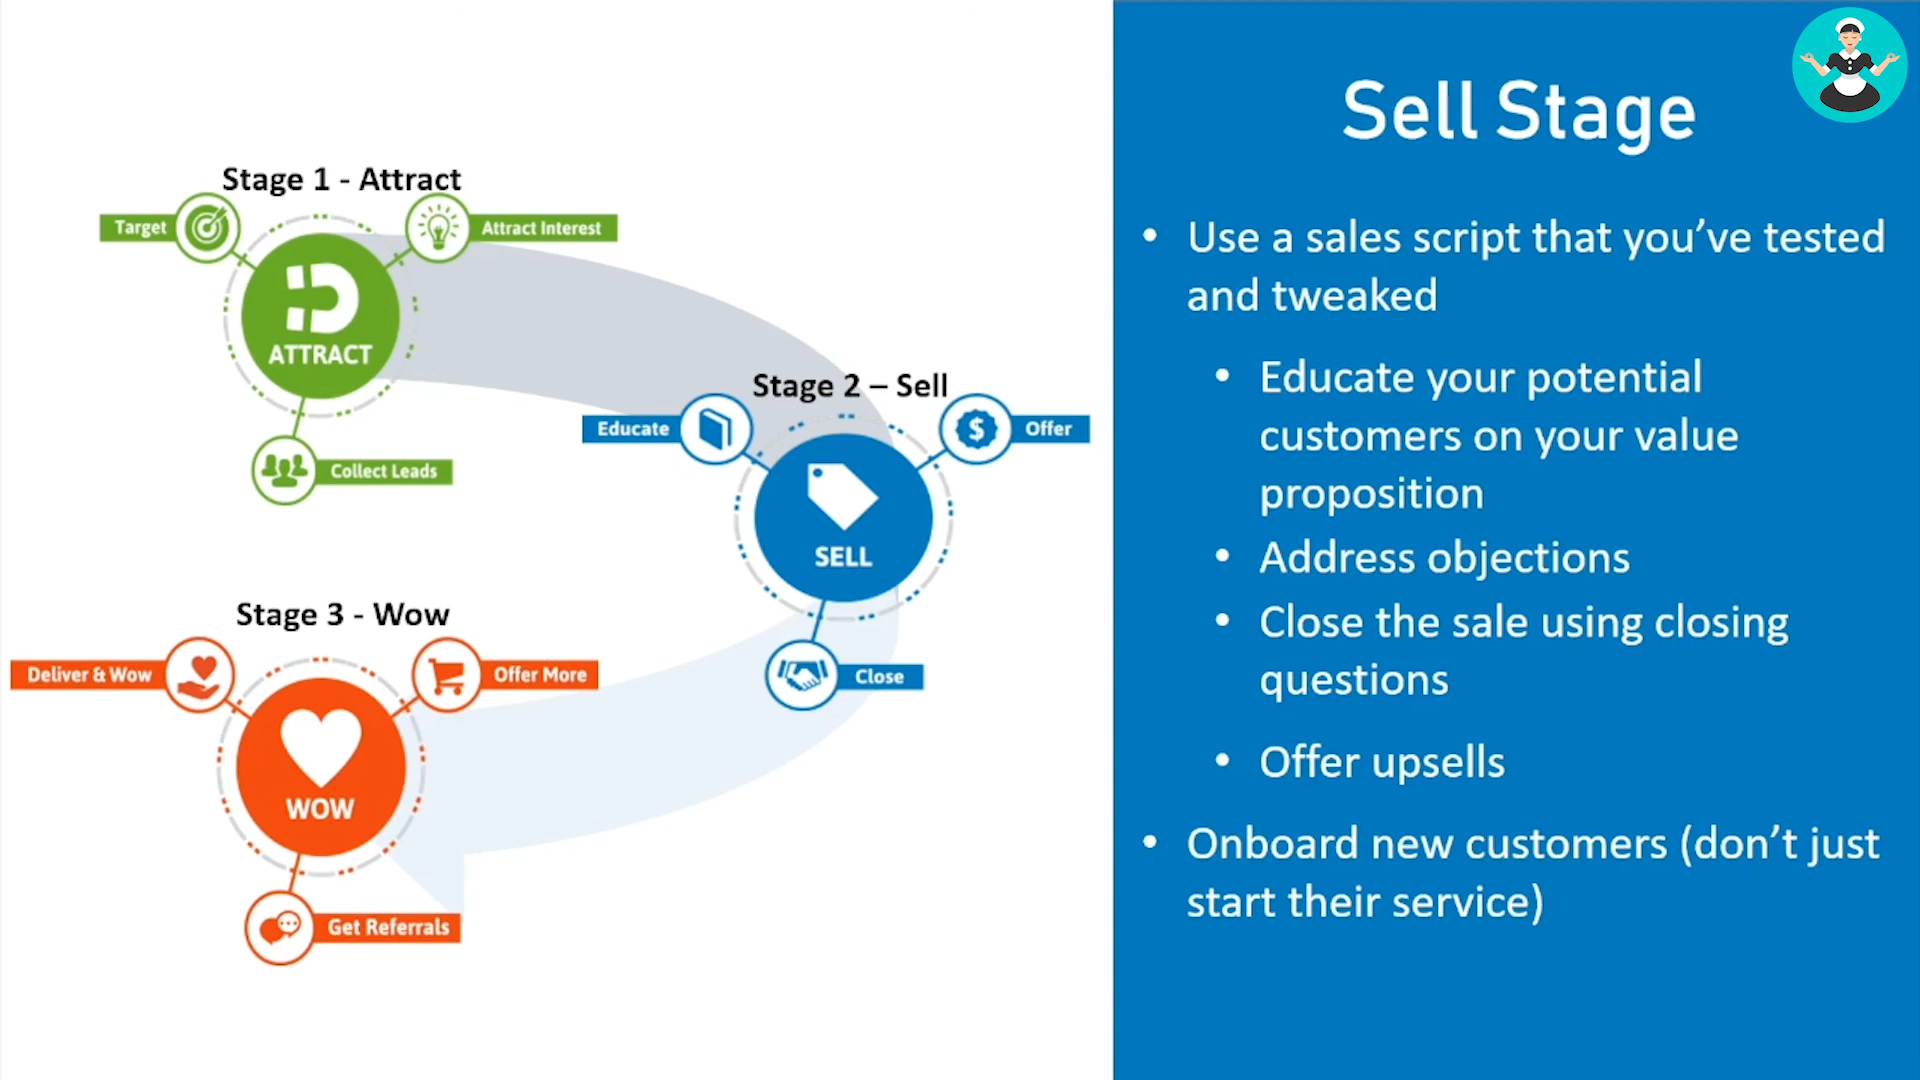 Stage 1 - Attract
Target
Attract Interest
ATTRACT
Collect Leads
Stage 2 – Sell
Educate
Offer
SELL
Close
Stage 3 - Wow
Deliver & Wow
Offer More
WOW
Get Referrals
Sell Stage
• Use a sales script that you’ve tested
and tweaked
• Educate your potential
customers on your value
proposition
• Address objections
• Close the sale using closing
questions
• Offer upsells
• Onboard new customers (don’t just
start their service)